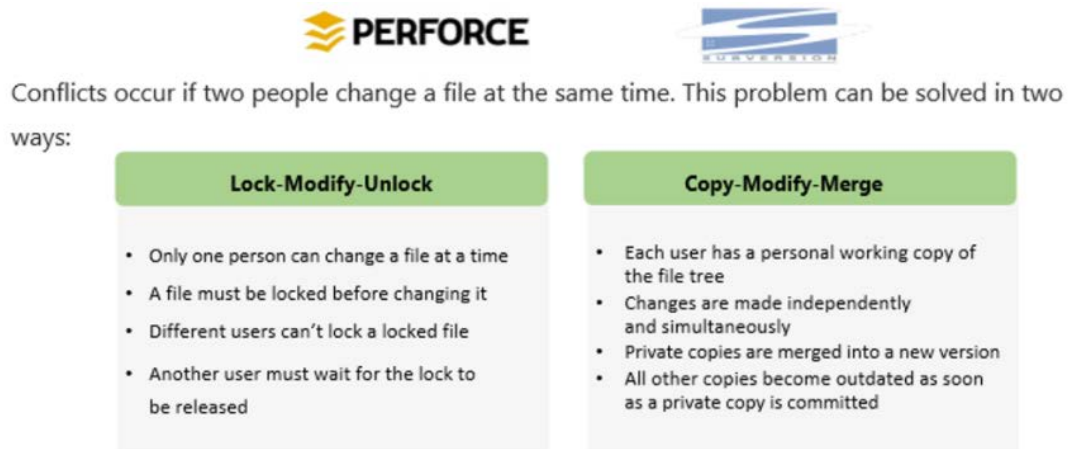 PERFORCE
SUBVERSION
Conflicts occur if two people change a file at the same time. This problem can be solved in two
ways:
Lock-Modify-Unlock
• Only one person can change a file at a time
• A file must be locked before changing it
• Different users can't lock a locked file
• Another user must wait for the lock to
be released
Copy-Modify-Merge
• Each user has a personal working copy of
the file tree
• Changes are made independently
and simultaneously
• Private copies are merged into a new version
• All other copies become outdated as soon
as a private copy is committed